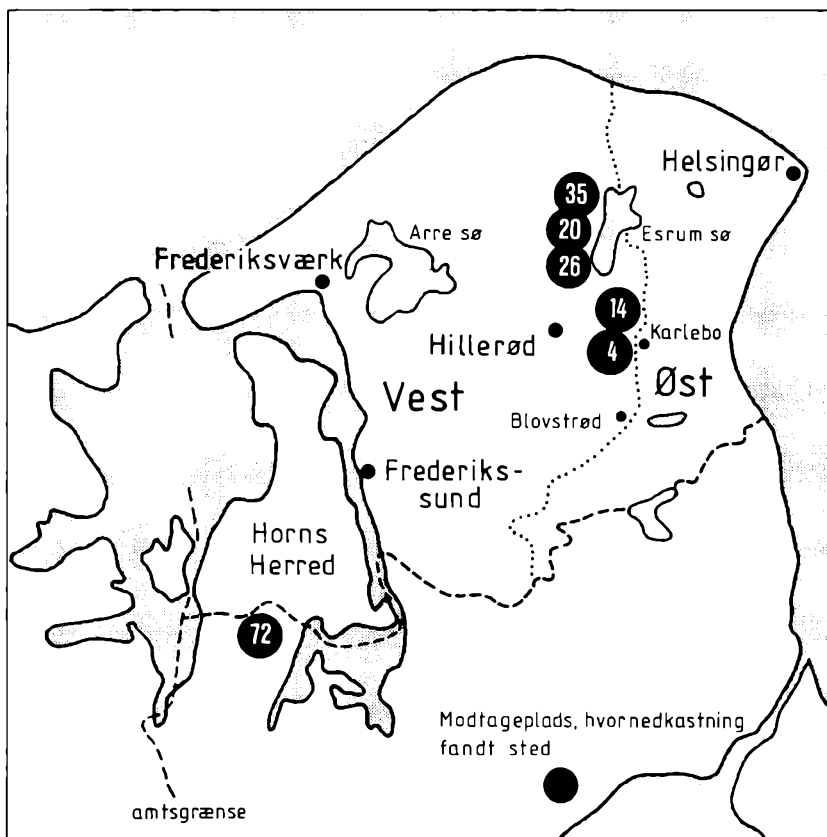 Helsingør
35
20
26
Arre sø
Esrum sø
Frederiksværk
14
4
Hillerød
Karlebo
Vest
Øst
Blovstrød
Frederiks-
sund
Horns
Herred
72
Modtageplads, hvornedkastning
fandt sted
amtsgrænse